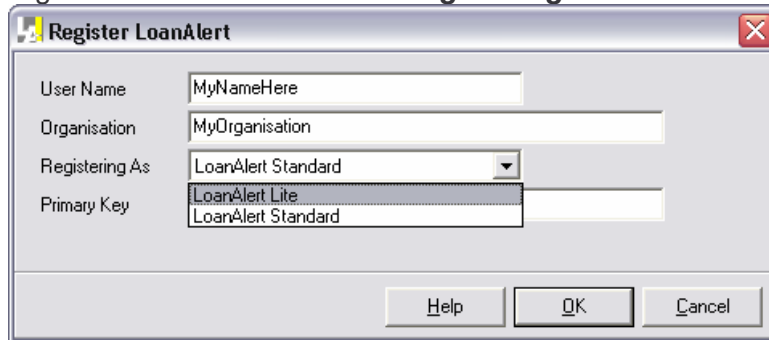 Register LoanAlert
User Name MyNameHere
Organisation MyOrganisation
Registering As LoanAlert Standard
LoanAlert Lite
Primary Key
LoanAlert Standard
Help OK Cancel